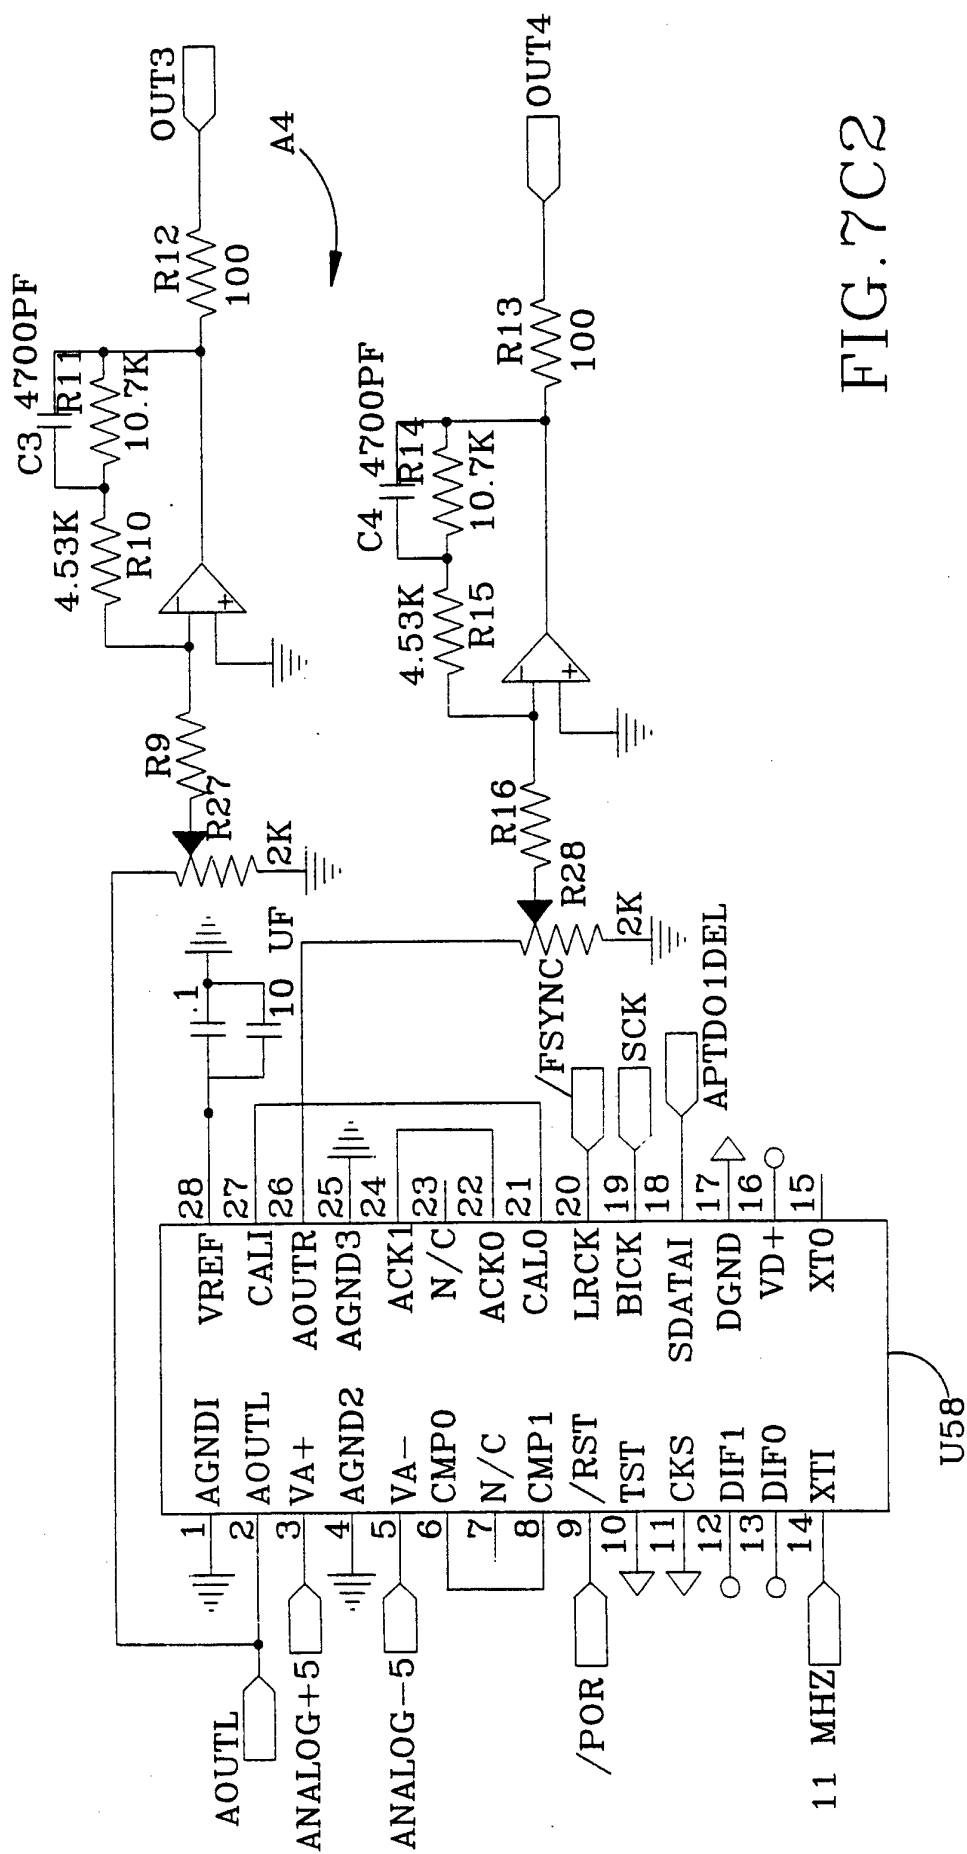 OUT3
R12
100
C3
4700PF
R11
10.7K
4.53K
R10
-
+
R9
R27
2K
A4
OUT4
R13
100
C4
4700PF
R14
10.7K
4.53K
R15
-
+
R16
R28
2K
.1
10
UF
/FSYNC
SCK
APTDO1DEL
28
27
26
25
24
23
22
21
20
19
18
17
16
15
VREF
CALI
AOUTR
AGND3
ACK1
N/C
ACK0
CAL0
LRCK
BICK
SDATAI
DGND
VD+
XTO
AGNDI
AOUTL
VA+
AGND2
VA-
CMP0
N/C
CMP1
/RST
TST
CKS
DIF1
DIF0
XTI
1
2
3
4
5
6
7
8
9
10
11
12
13
14
AOUTL
ANALOG+5
ANALOG-5
/POR
11 MHZ
U58
FIG.7C2